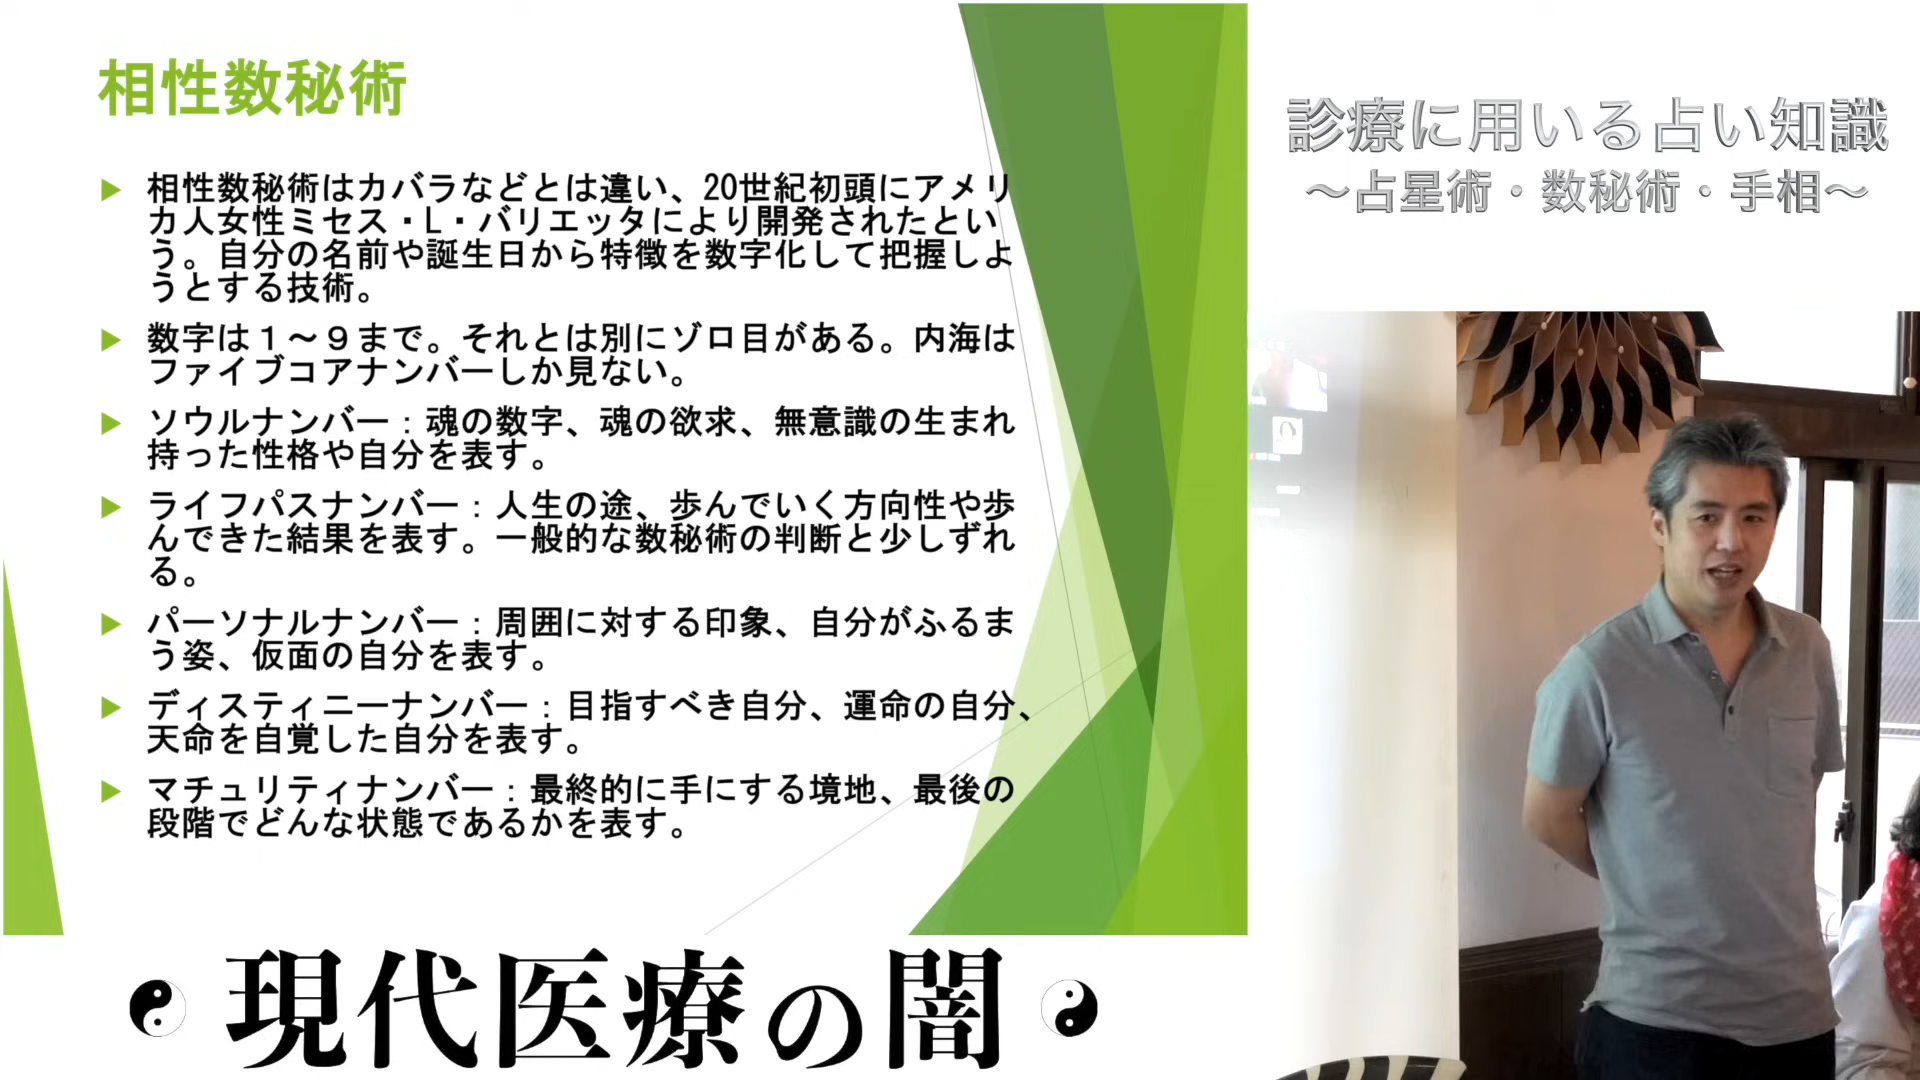 相性数秘術
相性数秘術はカバラなどとは違い、20世紀初頭にアメリ
カ人女性ミセス・L・バリエッタにより開発されたとい
う。自分の名前や誕生日から特徴を数字化して把握しよ
うとする技術。
数字は１～９まで。それとは別にゾロ目がある。内海は
ファイブコアナンバーしか見ない。
ソウルナンバー：魂の数字、魂の欲求、無意識の生まれ
持った性格や自分を表す。
ライフパスナンバー：人生の途、歩んでいく方向性や歩
んできた結果を表す。一般的な数秘術の判断と少しずれ
る。
パーソナルナンバー：周囲に対する印象、自分がふるま
う姿、仮面の自分を表す。
ディスティニーナンバー：目指すべき自分、運命の自分、
天命を自覚した自分を表す。
マチュリティナンバー：最終的に手にする境地、最後の
段階でどんな状態であるかを表す。
診療に用いる占い知識
～占星術・数秘術・手相～
現代医療の闇